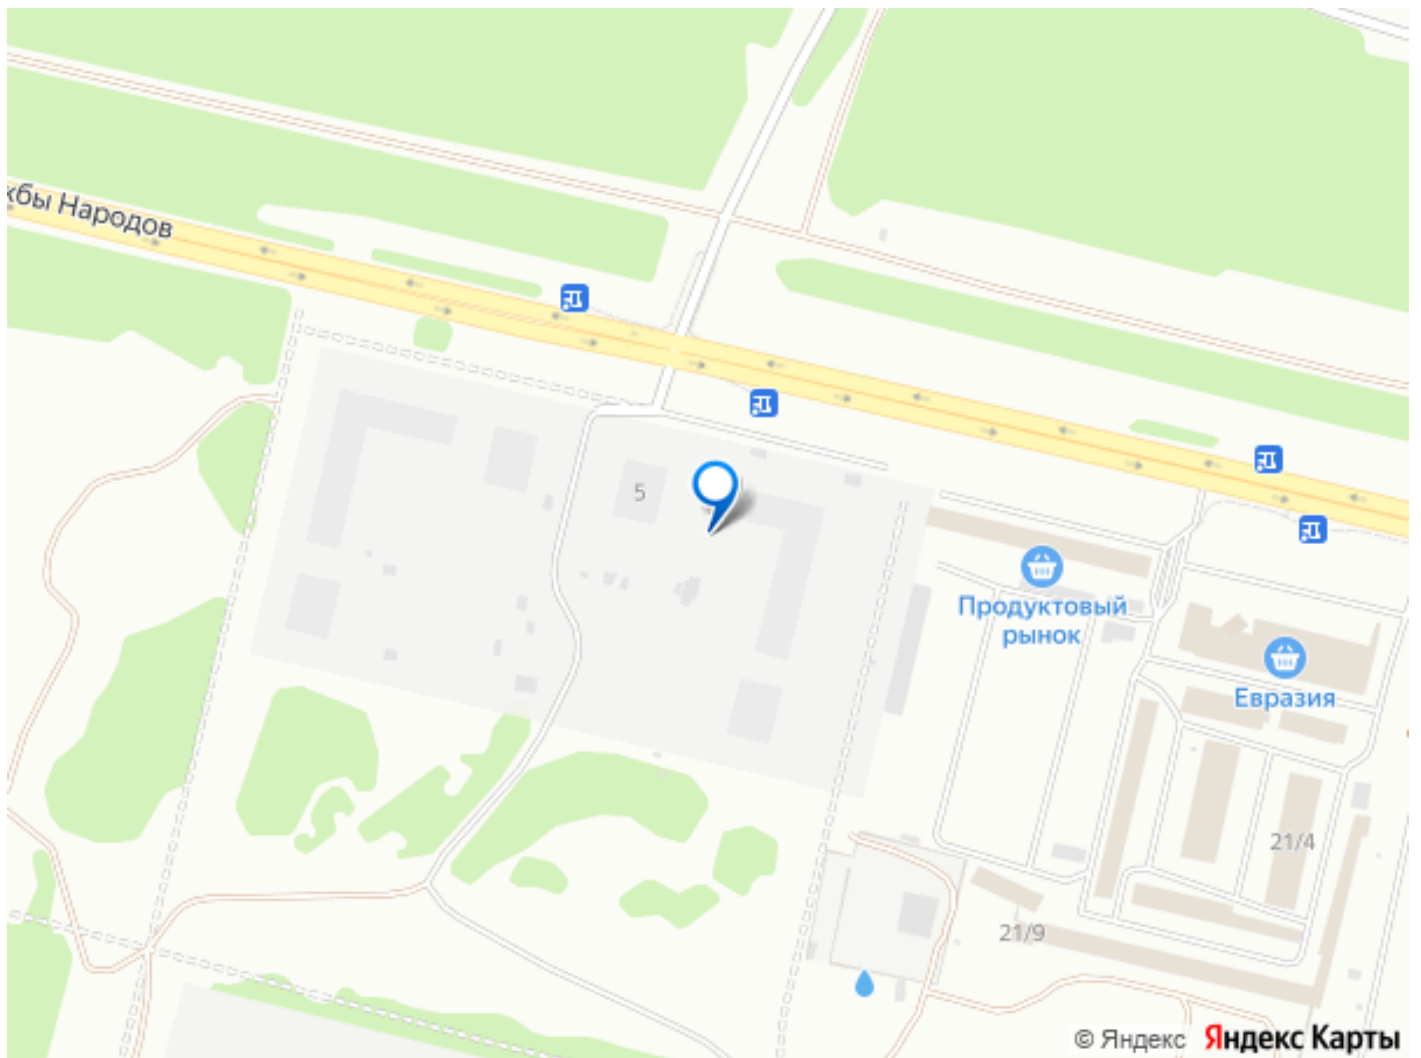 жбы Народов
5
Продуктовый
рынок
Евразия
21/4
21/9
© Яндекс Яндекс Карты